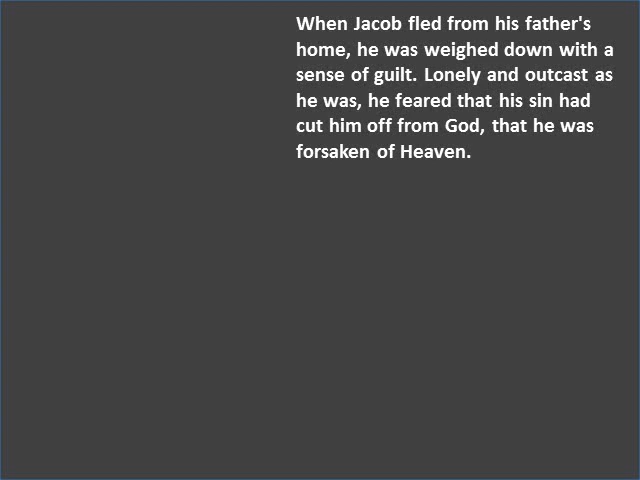 When Jacob fled from his father's
home, he was weighed down with a
sense of guilt. Lonely and outcast as
he was, he feared that his sin had
cut him off from God, that he was
forsaken of Heaven.